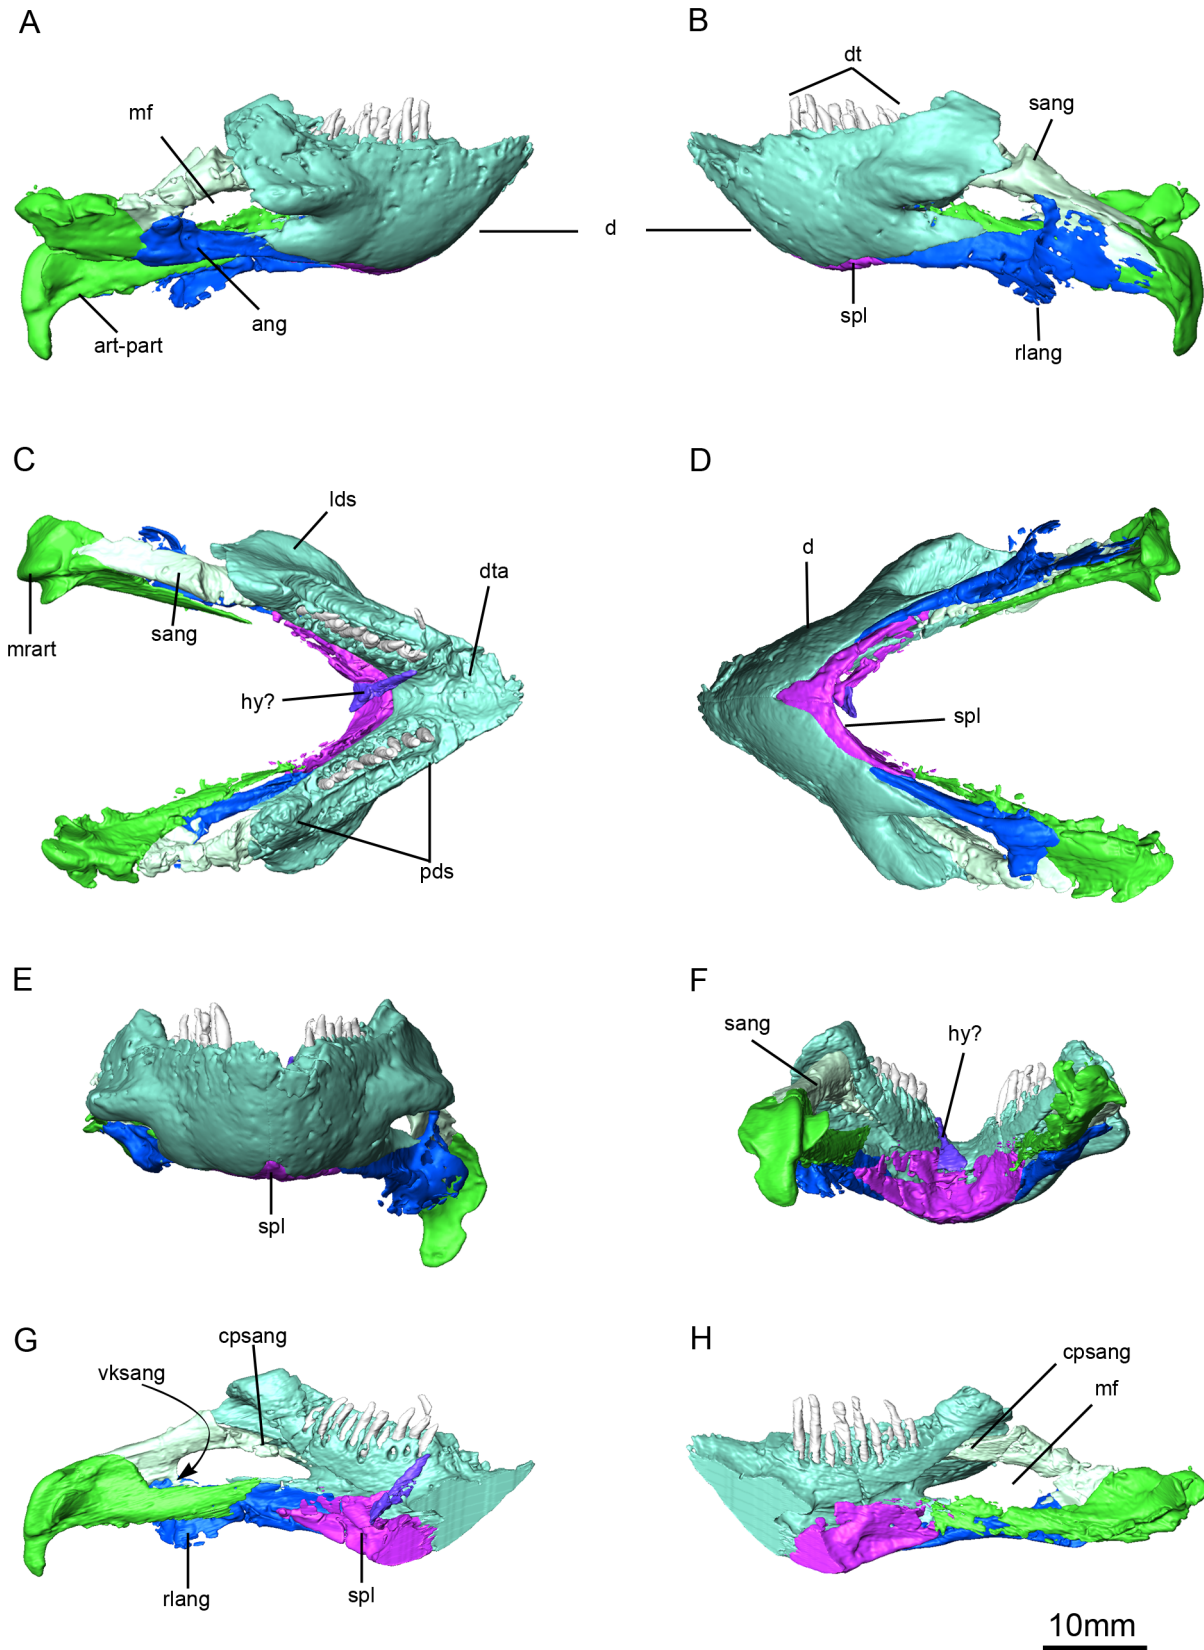 A
B
dt
mf
sang
d
spl
ang
art-part
rlang
C
D
lds
d
dta
sang
mrart
hy?
spl
pds
E
F
sang
hy?
spl
G
H
cpsang
cpsang
vksang
mf
rlang
spl
10mm